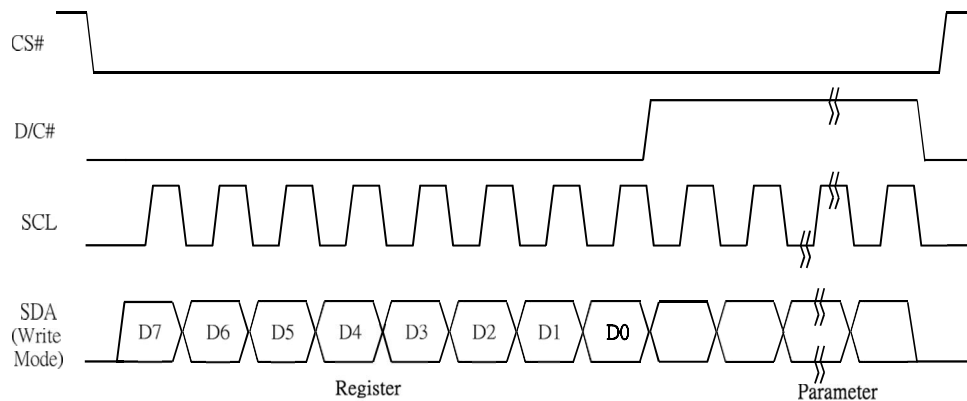 CS#
D/C#
SCL
SDA
(Write
Mode)
D7 D6 D5 D4 D3 D2 D1 D0
Register
Parameter